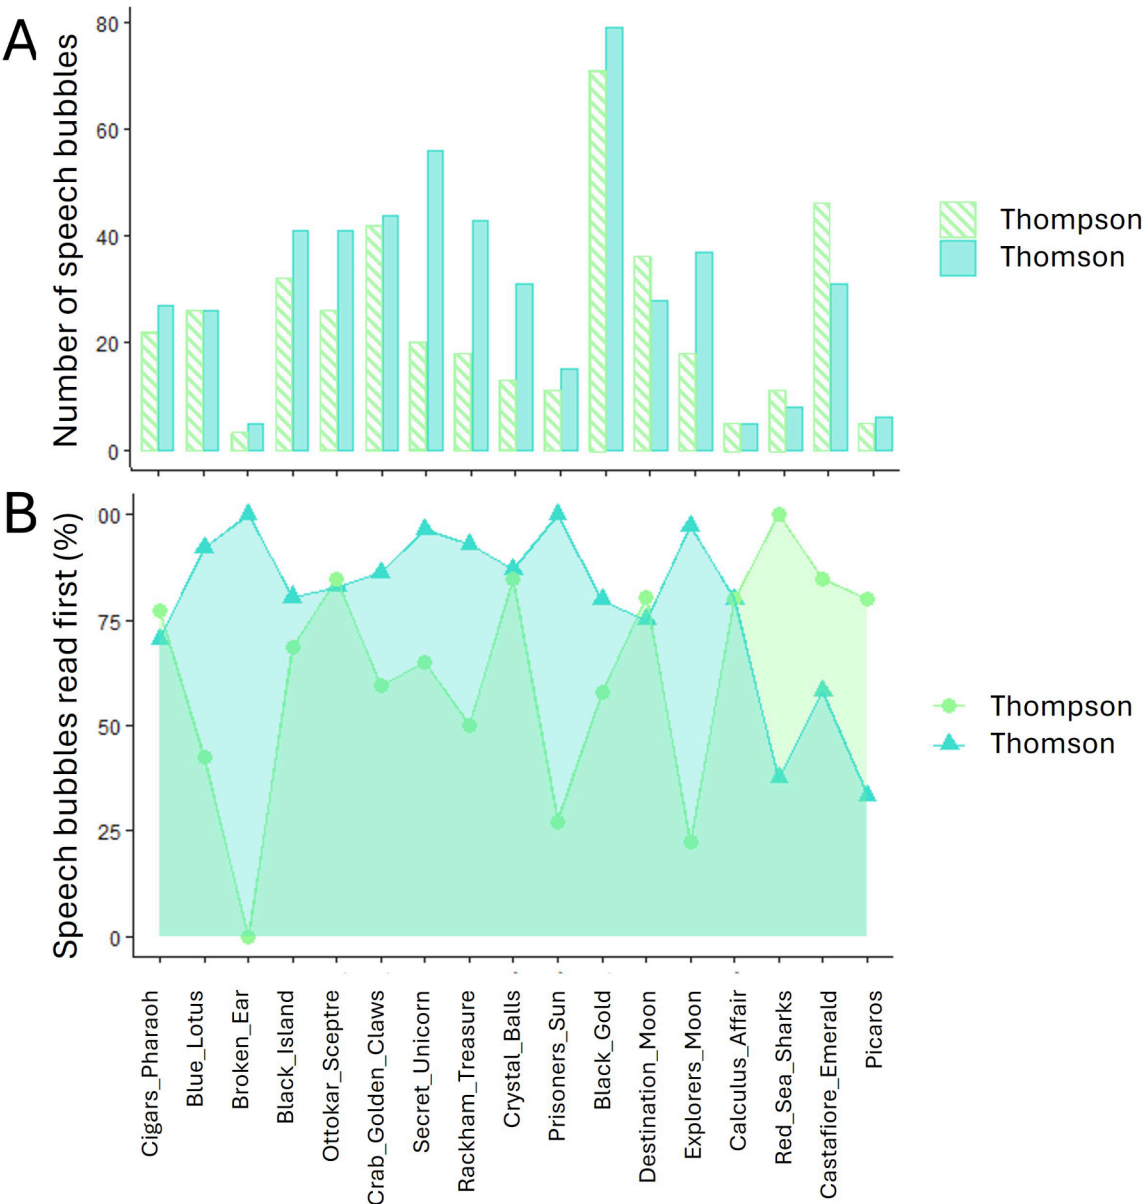 A
Number of speech bubbles
80
60
40
20
0
Thompson
Thomson
B
Speech bubbles read first (%)
00
75
50
25
0
Thompson
Thomson
Cigars_Pharaoh
Blue_Lotus
Broken_Ear
Black_Island
Ottokar_Sceptre
Crab_Golden_Claws
Secret_Unicorn
Rackham_Treasure
Crystal_Balls
Prisoners_Sun
Black_Gold
Destination_Moon
Explorers_Moon
Calculus_Affair
Red_Sea_Sharks
Castafiore_Emerald
Picaros